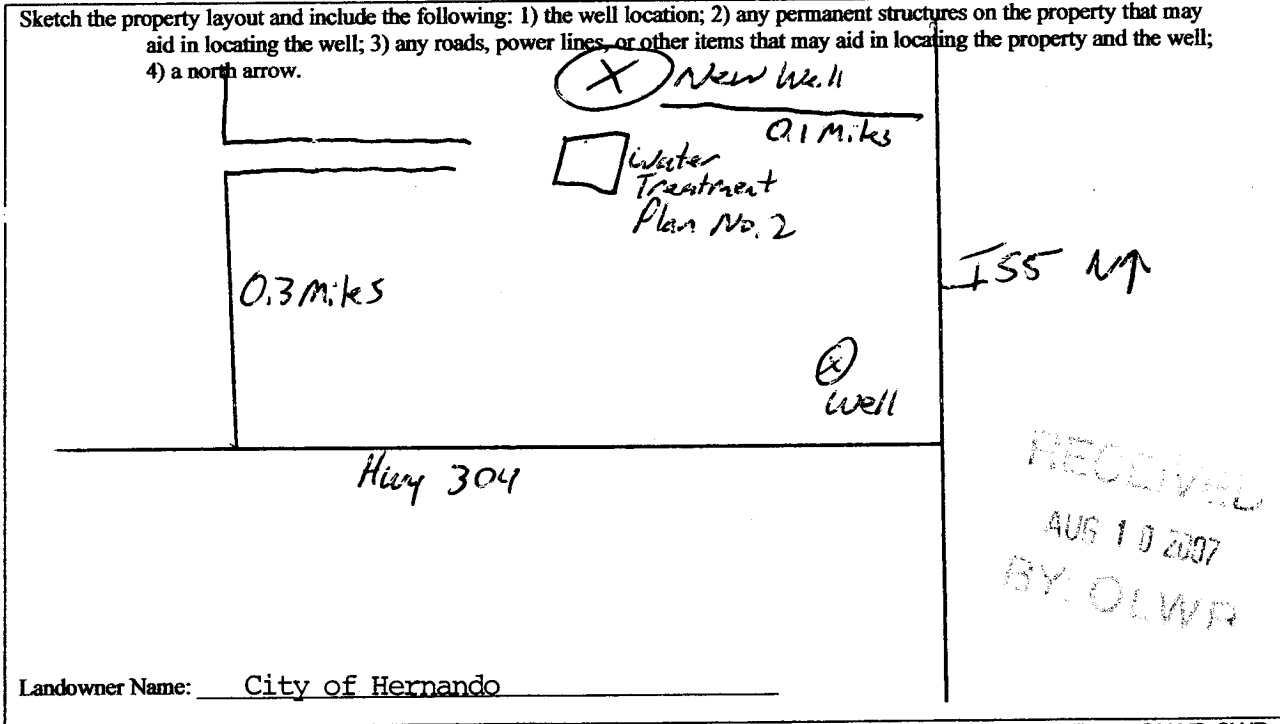 Sketch the property layout and include the following: 1) the well location; 2) any permanent structures on the property that may
aid in locating the well; 3) any roads, power lines, or other items that may aid in locating the property and the well;
4) a north arrow.
X New Well
0.1 Miles
Water
Treatment
Plan No. 2
0.3 Miles
I55 N↑
x
well
Hwy 304
RECEIVED
AUG 10 2007
BY: OLWR
Landowner Name: City of Hernando